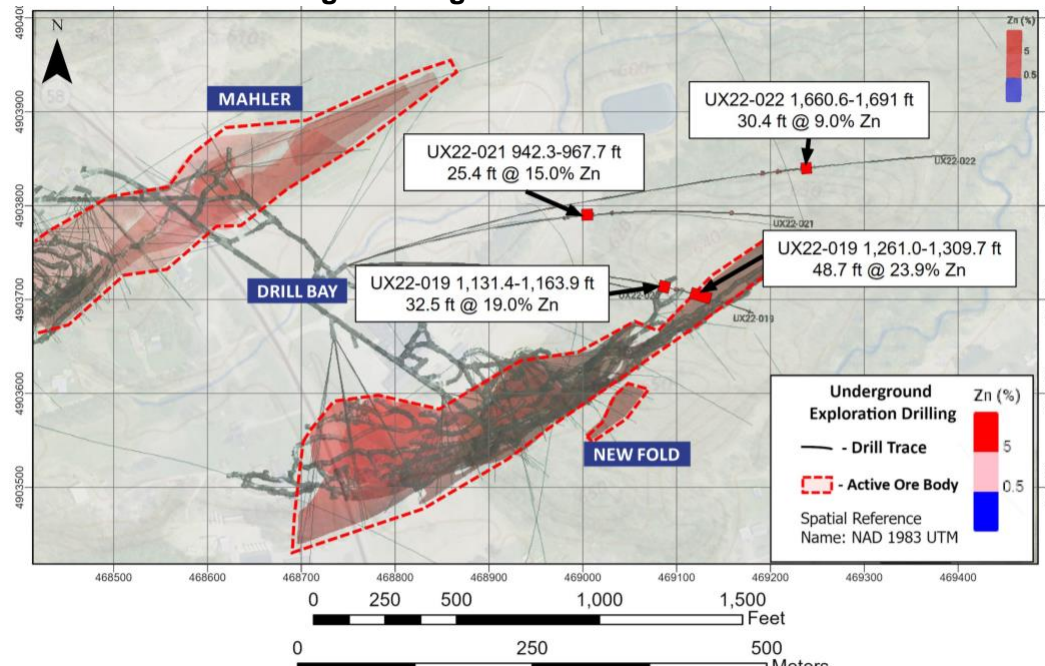 N
MAHLER
UX22-021 942.3-967.7 ft
25.4 ft @ 15.0% Zn
UX22-022 1,660.6-1,691 ft
30.4 ft @ 9.0% Zn
Zn (%)
5
0.5
UX22-022
UX22-021
DRILL BAY
UX22-019 1,131.4-1,163.9 ft
32.5 ft @ 19.0% Zn
UX22-019 1,261.0-1,309.7 ft
48.7 ft @ 23.9% Zn
UX22-019
NEW FOLD
Underground
Exploration Drilling
- Drill Trace
- Active Ore Body
Spatial Reference
Name: NAD 1983 UTM
Zn (%)
5
0.5
4903900
4903800
4903700
4903600
4903500
468500 468600 468700 468800 468900 469000 469100 469200 469300 469400
0 250 500 1,000 1,500
Feet
0 250 500
Meters